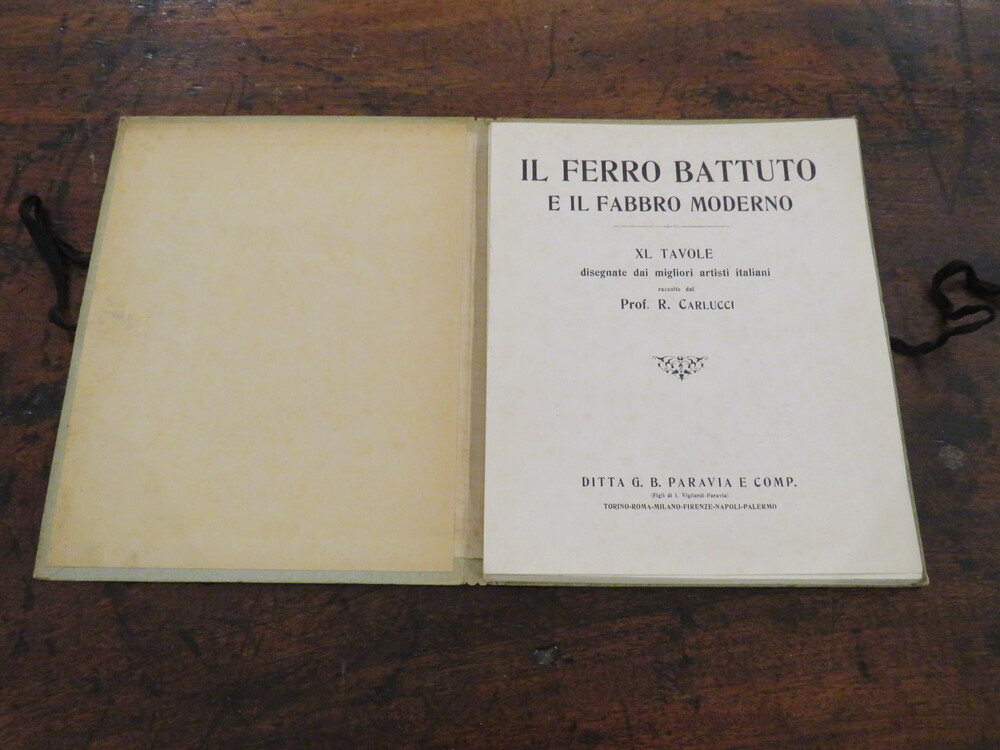 IL FERRO BATTUTO
E IL FABBRO MODERNO
XL TAVOLE
disegnate dai migliori artisti italiani
raccolte dal
Prof. R. CARLUCCI
DITTA G. B. PARAVIA E COMP.
(Figli di I. Vigliardi-Paravia)
TORINO-ROMA-MILANO-FIRENZE-NAPOLI-PALERMO